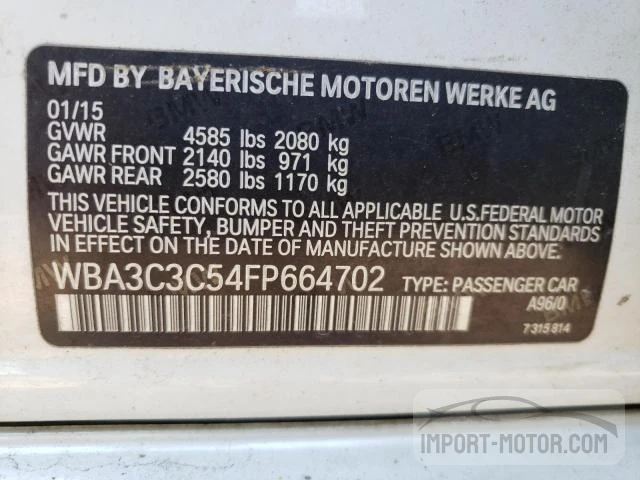 MFD BY BAYERISCHE MOTOREN WERKE AG
01/15
GVWR 4585 lbs 2080 kg
GAWR FRONT 2140 lbs 971 kg
GAWR REAR 2580 lbs 1170 kg
THIS VEHICLE CONFORMS TO ALL APPLICABLE U.S.FEDERAL MOTOR
VEHICLE SAFETY, BUMPER AND THEFT PREVENTION STANDARDS
IN EFFECT ON THE DATE OF MANUFACTURE SHOWN ABOVE.
WBA3C3C54FP664702 TYPE: PASSENGER CAR
A96/0
7315814
IMPORT-MOTOR.COM